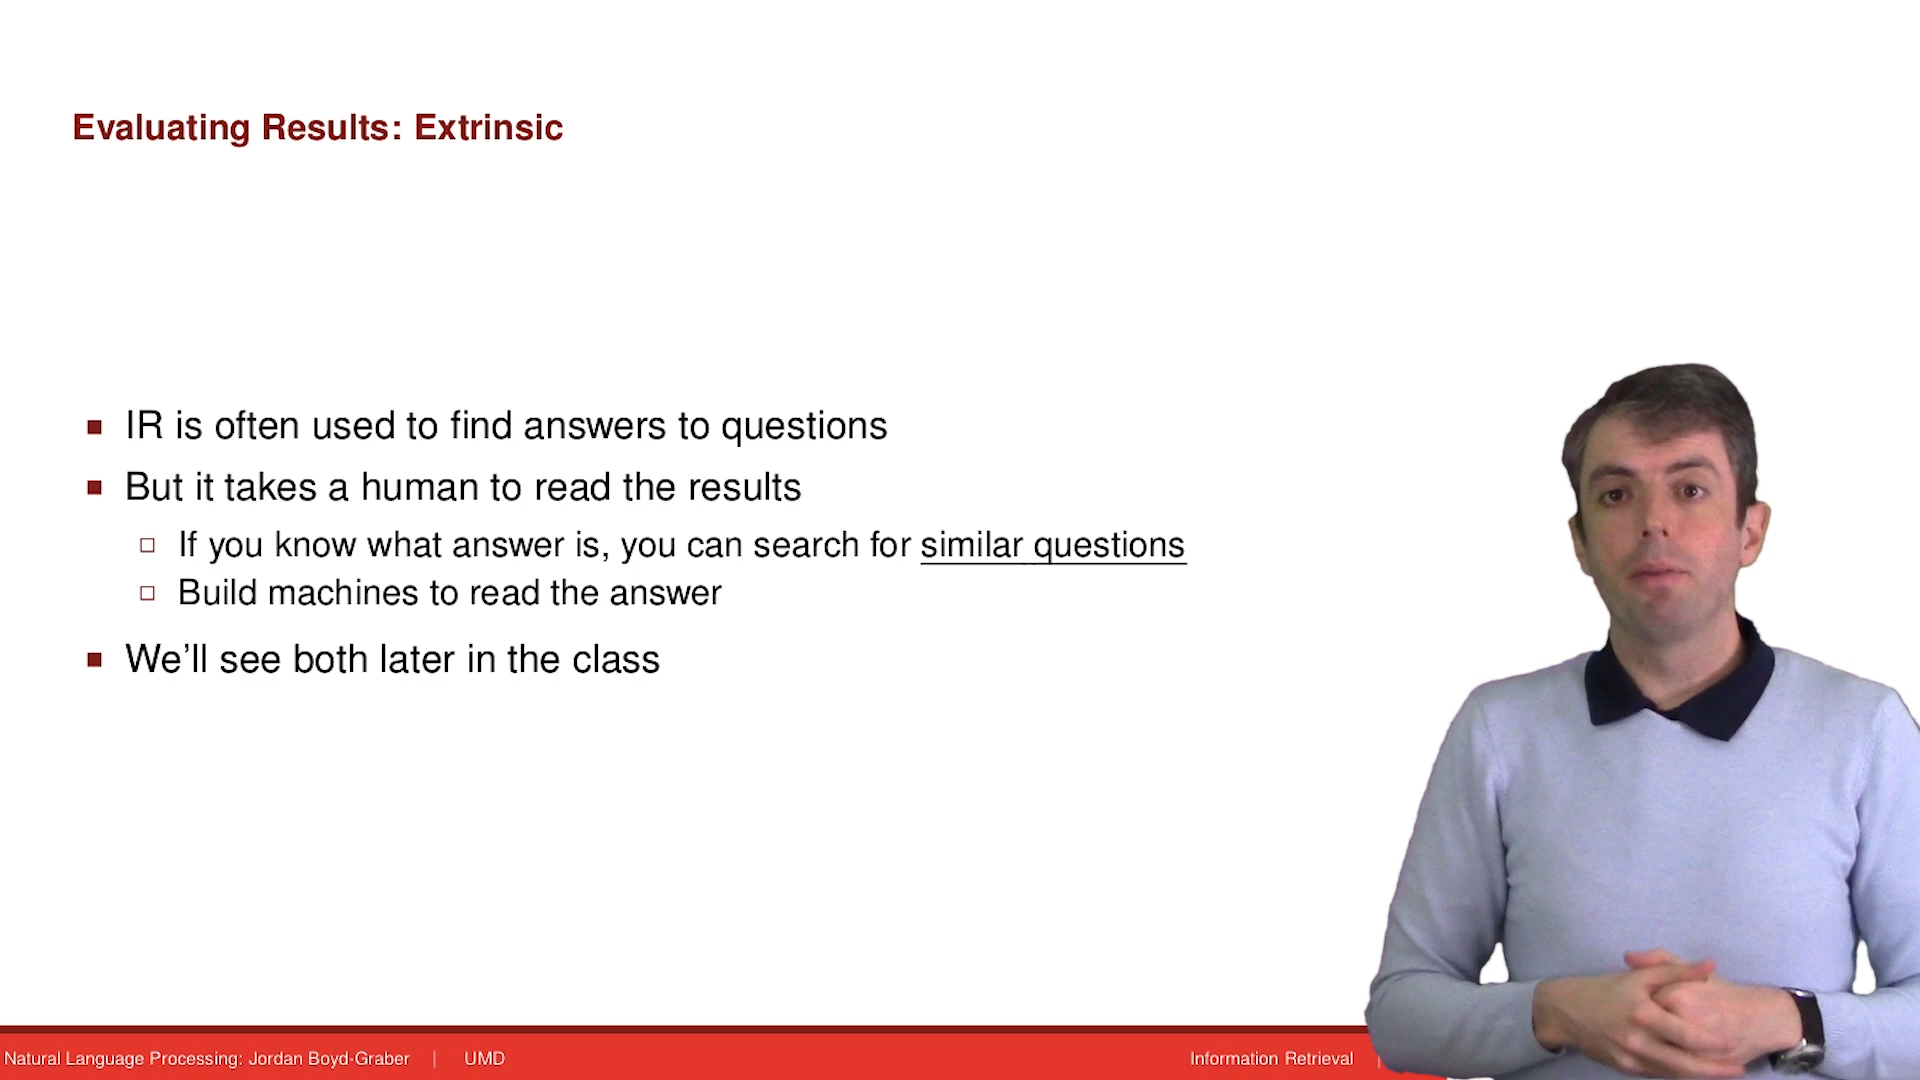 Evaluating Results: Extrinsic
IR is often used to find answers to questions
But it takes a human to read the results
If you know what answer is, you can search for similar questions
Build machines to read the answer
We'll see both later in the class
Natural Language Processing: Jordan Boyd-Graber | UMD Information Retrieval |